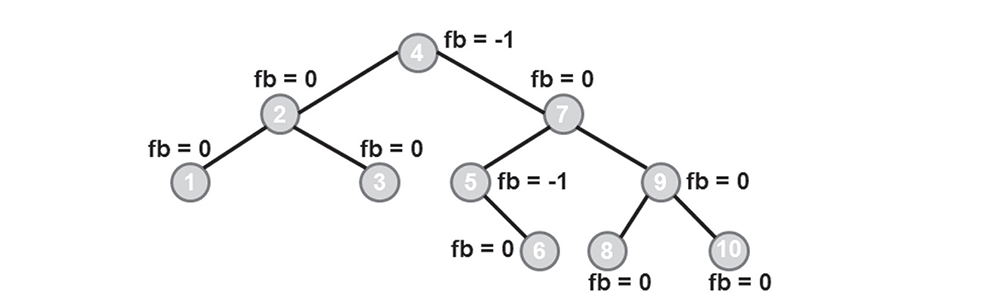 4 fb = -1
fb = 0 fb = 0
2 7
fb = 0 fb = 0
1 3 5 fb = -1 9 fb = 0
fb = 0 6 8 10
fb = 0 fb = 0